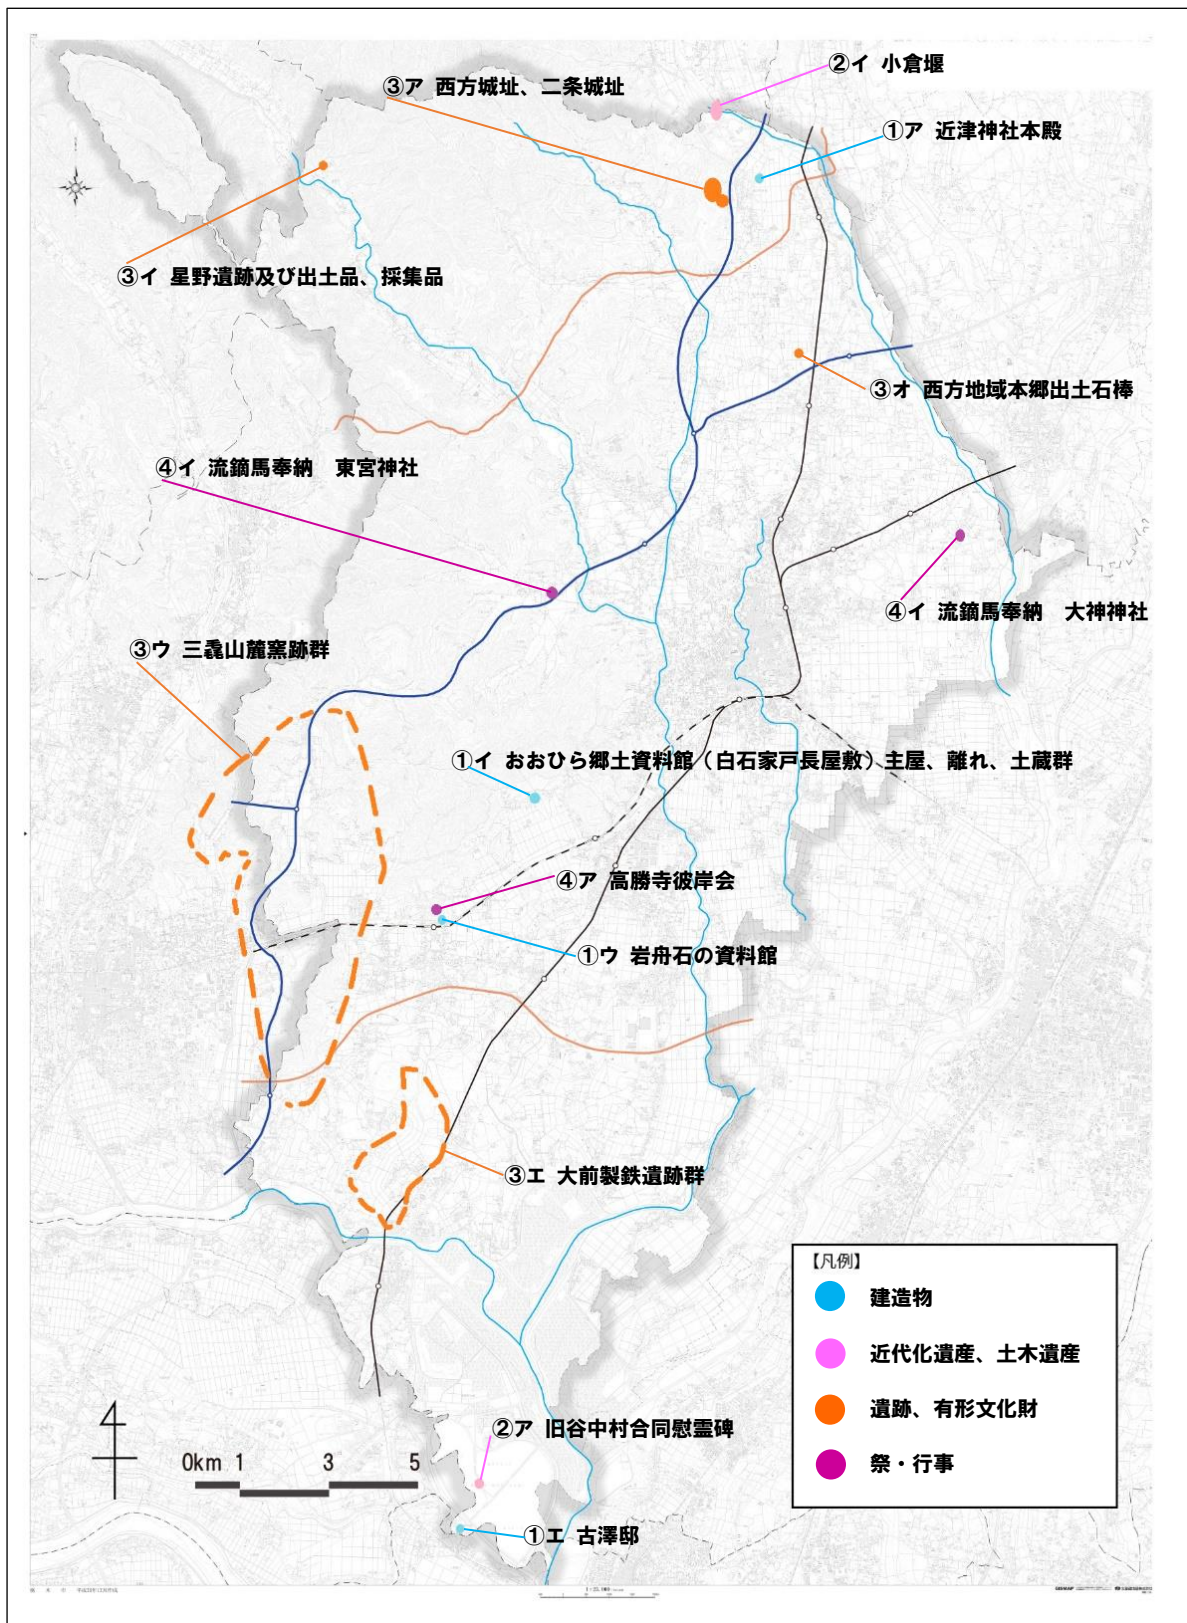 ②イ 小倉堰
③ア 西方城址、二条城址
①ア 近津神社本殿
③イ 星野遺跡及び出土品、採集品
③オ 西方地域本郷出土石棒
④イ 流鏑馬奉納　東宮神社
④イ 流鏑馬奉納　大神神社
③ウ 三毳山麓窯跡群
①イ おおひら郷土資料館（白石家戸長屋敷）主屋、離れ、土蔵群
④ア 高勝寺彼岸会
①ウ 岩舟石の資料館
③エ 大前製鉄遺跡群
【凡例】
建造物
近代化遺産、土木遺産
遺跡、有形文化財
祭・行事
②ア 旧谷中村合同慰霊碑
0km 1 3 5
①エ 古澤邸